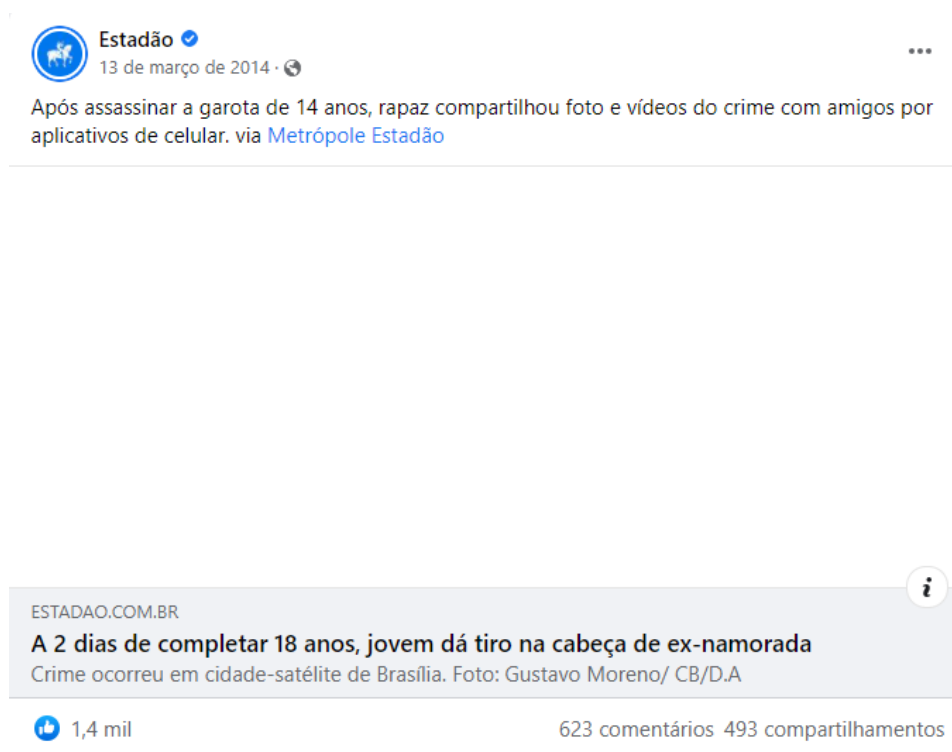 Estadão
13 de março de 2014 ·
Após assassinar a garota de 14 anos, rapaz compartilhou foto e vídeos do crime com amigos por
aplicativos de celular. via Metrópole Estadão
ESTADAO.COM.BR
A 2 dias de completar 18 anos, jovem dá tiro na cabeça de ex-namorada
Crime ocorreu em cidade-satélite de Brasília. Foto: Gustavo Moreno/ CB/D.A
1,4 mil
623 comentários 493 compartilhamentos